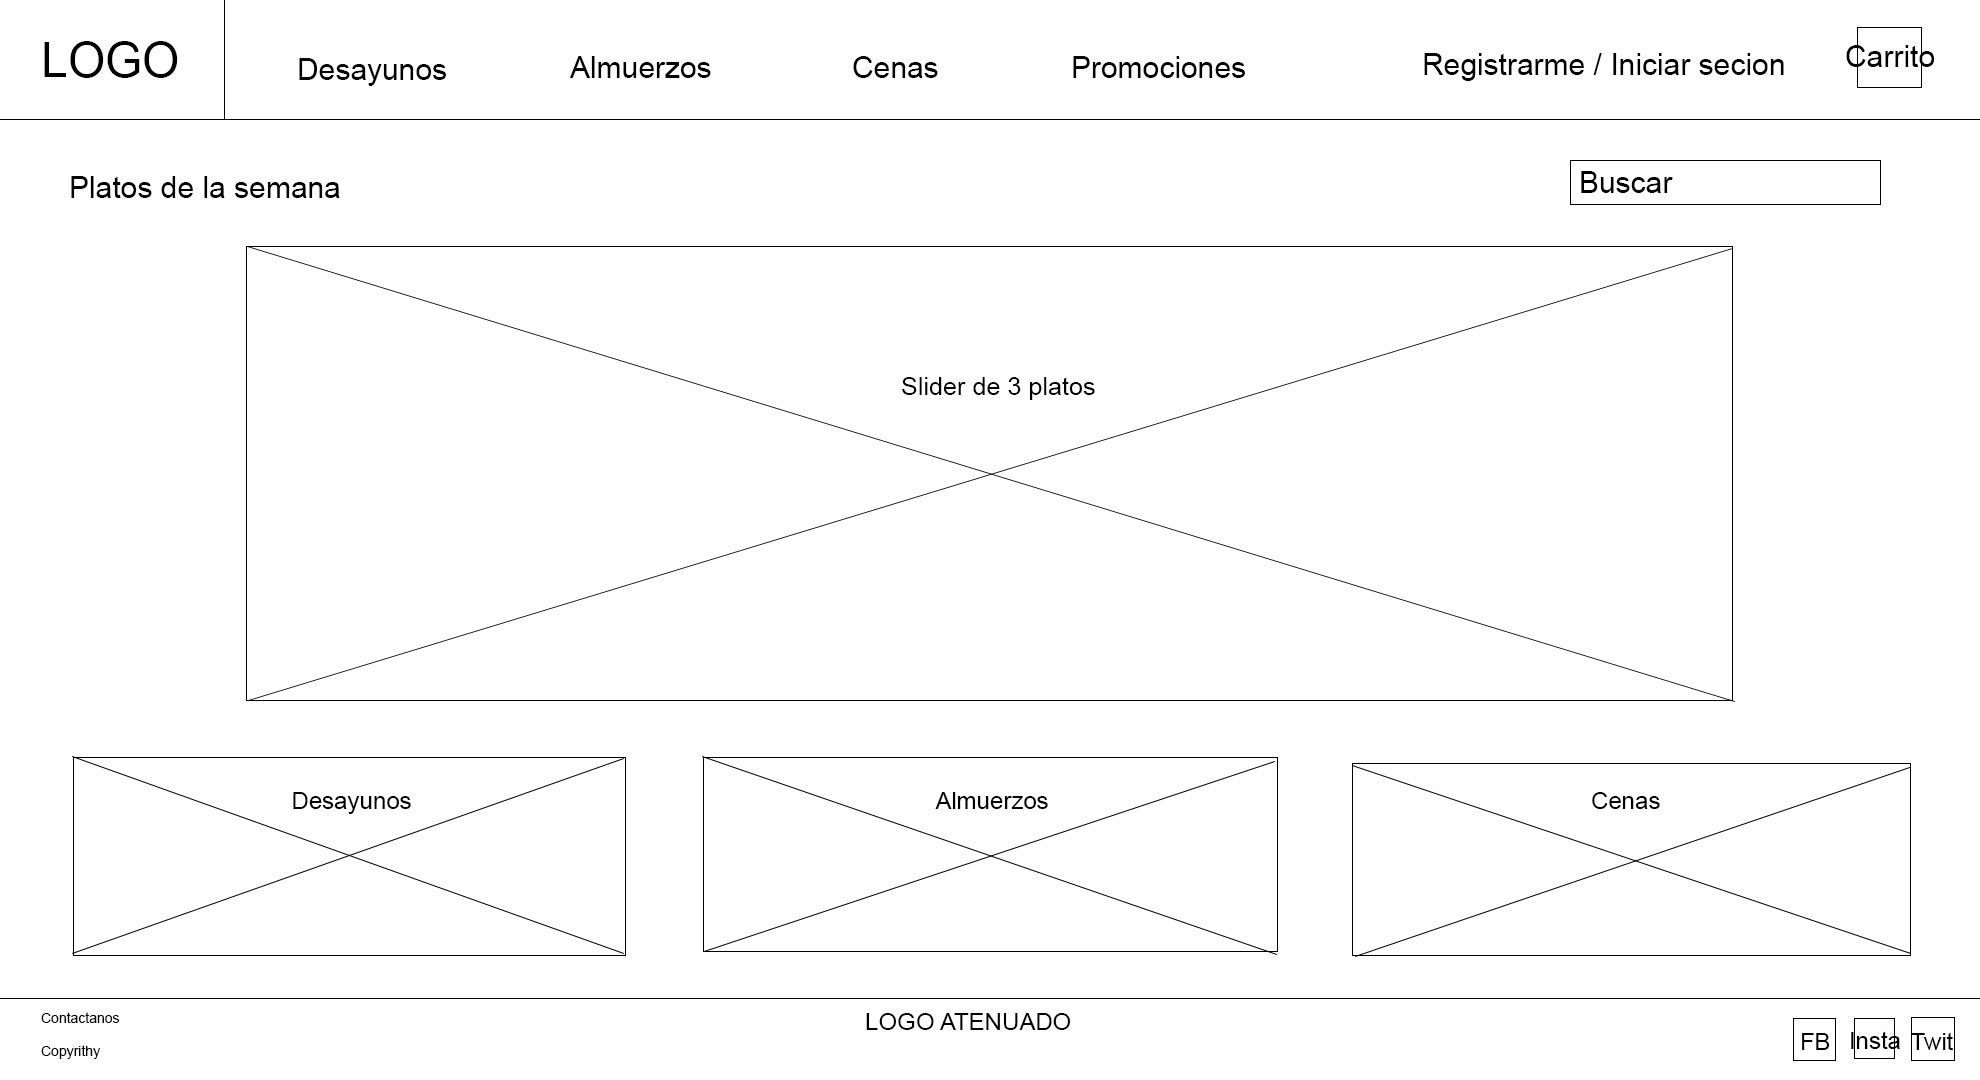 LOGO
Desayunos
Almuerzos
Cenas
Promociones
Registrarme / Iniciar secion
Carrito
Platos de la semana
Buscar
Slider de 3 platos
Desayunos
Almuerzos
Cenas
Contactanos
Copyrithy
LOGO ATENUADO
FB
Insta
Twit